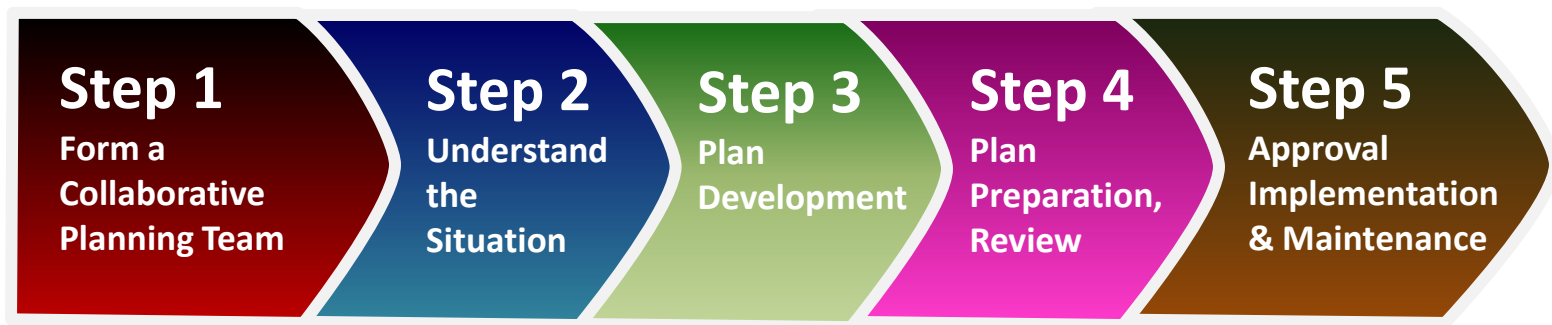 Step 1
Form a
Collaborative
Planning Team
Step 2
Understand
the
Situation
Step 3
Plan
Development
Step 4
Plan
Preparation,
Review
Step 5
Approval
Implementation
& Maintenance